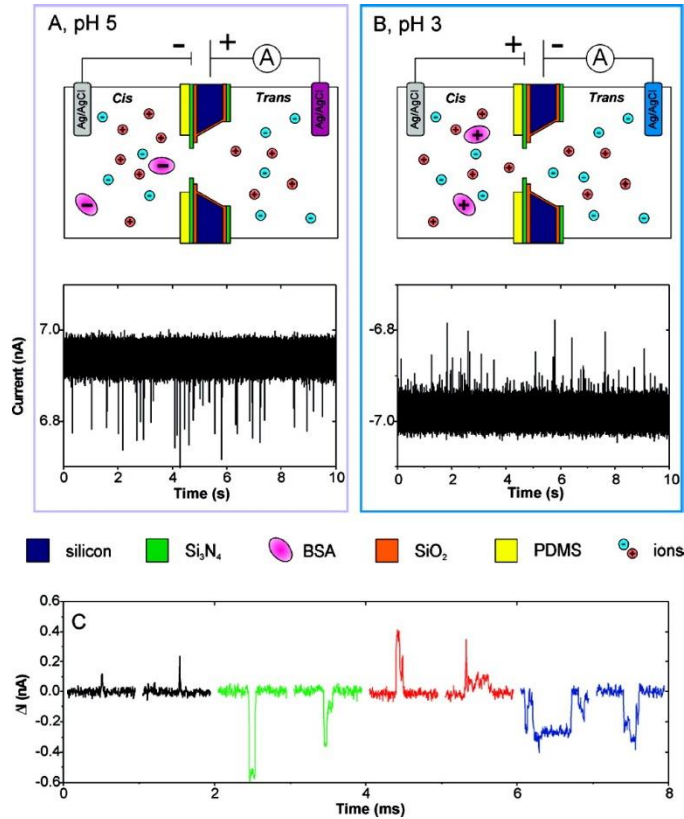 A, pH 5
- +
A
Ag/AgCl
Cis
Trans
Ag/AgCl
B, pH 3
+ -
A
Ag/AgCl
Cis
Trans
Ag/AgCl
Current (nA)
7.0
6.8
0 2 4 6 8 10
Time (s)
-6.8
-7.0
0 2 4 6 8 10
Time (s)
silicon
Si₃N₄
BSA
SiO₂
PDMS
ions
C
ΔI (nA)
0.6
0.4
0.2
0.0
-0.2
-0.4
-0.6
0 2 4 6 8
Time (ms)